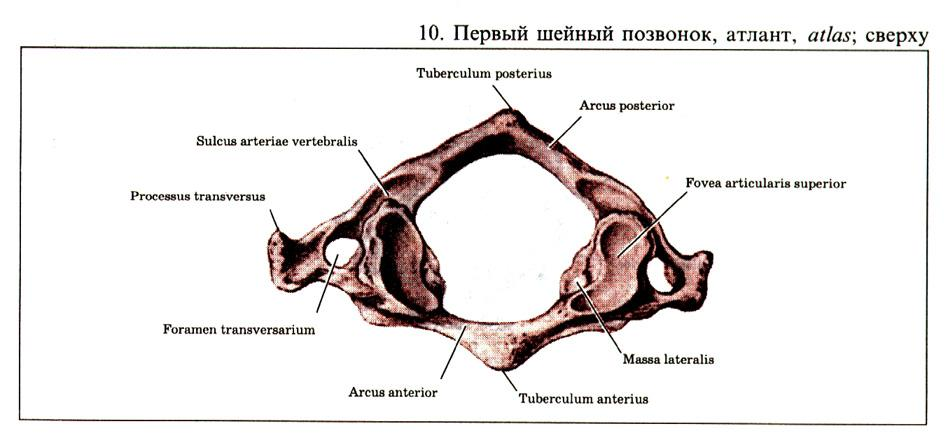 10. Первый шейный позвонок, атлант, atlas; сверху
Tuberculum posterius
Arcus posterior
Sulcus arteriae vertebralis
Fovea articularis superior
Processus transversus
Foramen transversarium
Massa lateralis
Arcus anterior
Tuberculum anterius